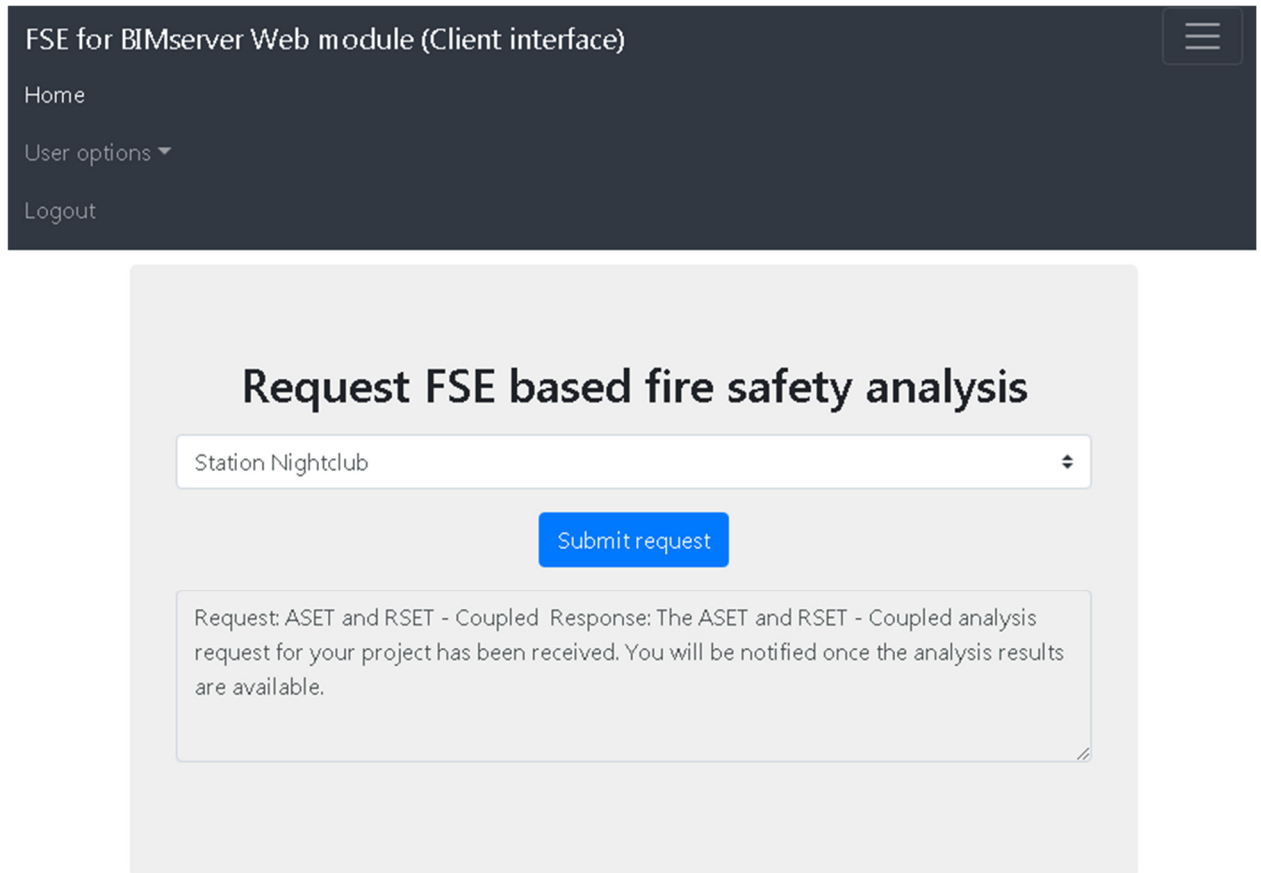 FSE for BIMserver Web module (Client interface)
Home
User options
Logout
Request FSE based fire safety analysis
Station Nightclub
Submit request
Request: ASET and RSET - Coupled  Response: The ASET and RSET - Coupled analysis
request for your project has been received. You will be notified once the analysis results
are available.